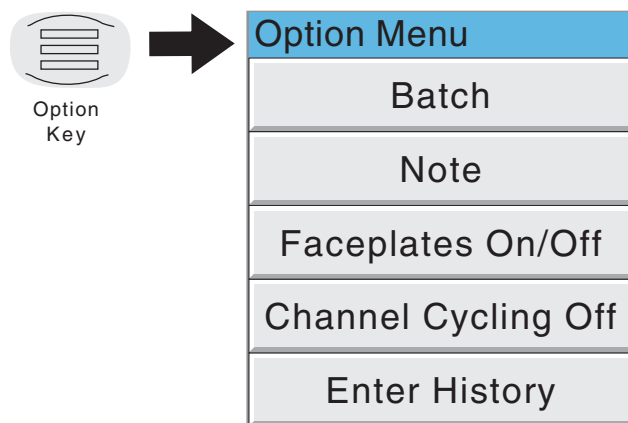 Option
Key
Option Menu
Batch
Note
Faceplates On/Off
Channel Cycling Off
Enter History